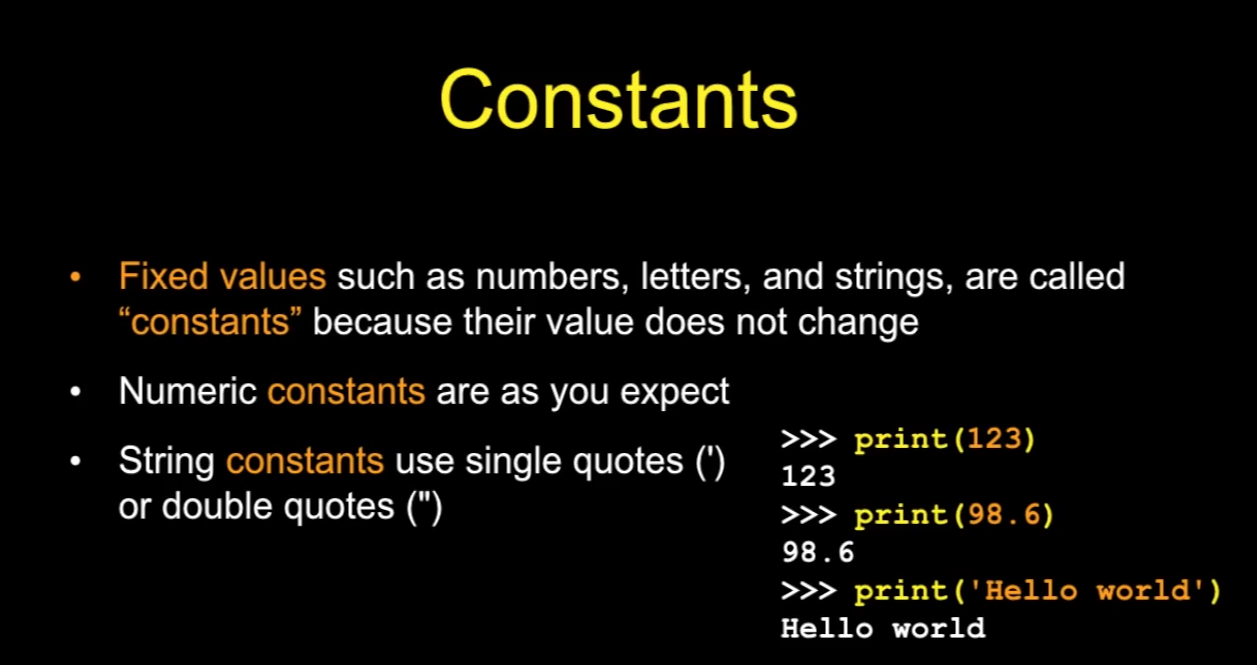 Constants
• Fixed values such as numbers, letters, and strings, are called
“constants” because their value does not change
• Numeric constants are as you expect
• String constants use single quotes (')
or double quotes (")
>>> print(123)
123
>>> print(98.6)
98.6
>>> print('Hello world')
Hello world